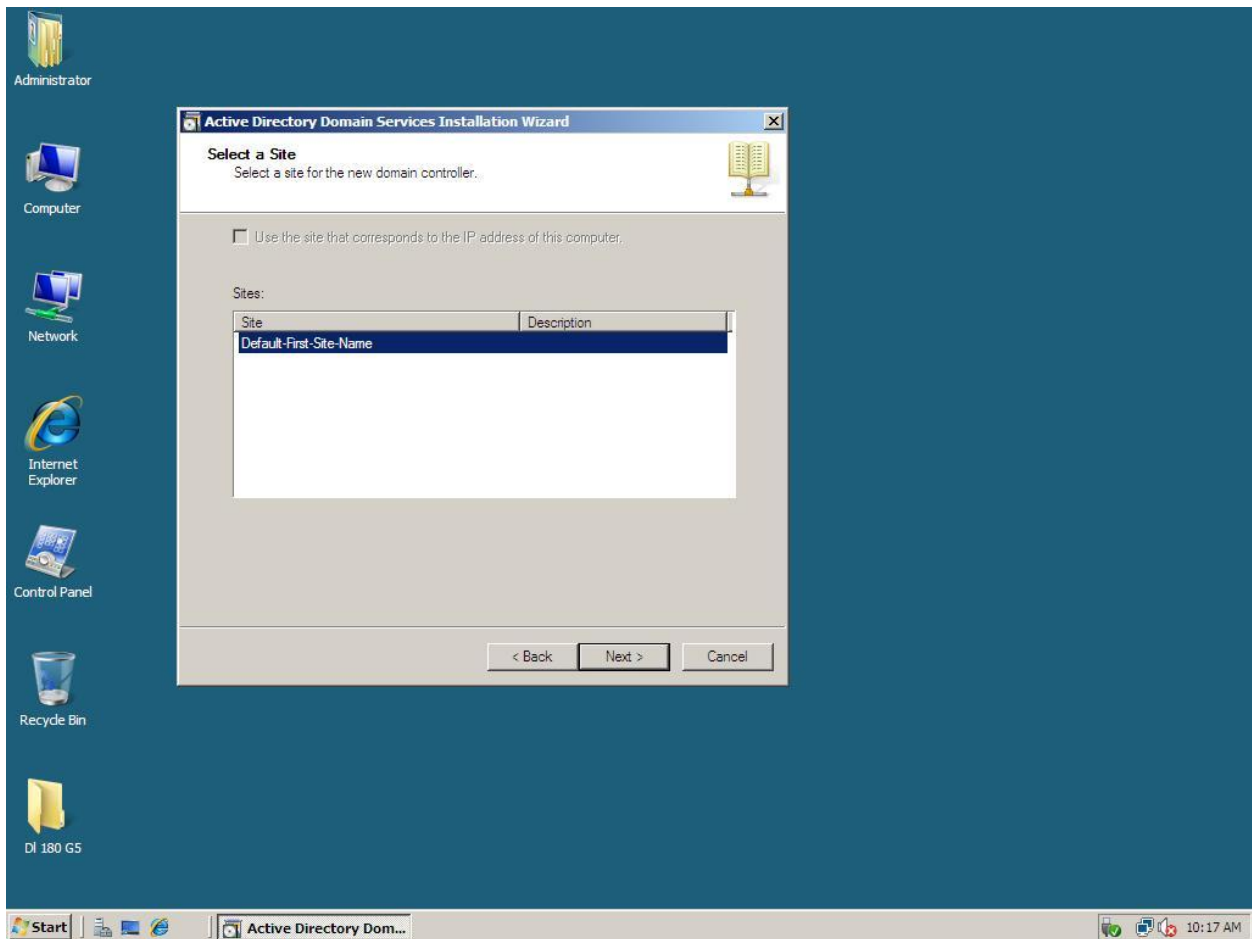 Administrator
Computer
Network
Internet
Explorer
Control Panel
Recycle Bin
Dl 180 G5
Active Directory Domain Services Installation Wizard
Select a Site
Select a site for the new domain controller.
Use the site that corresponds to the IP address of this computer.
Sites:
Site Description
Default-First-Site-Name
< Back Next > Cancel
Start Active Directory Dom... 10:17 AM